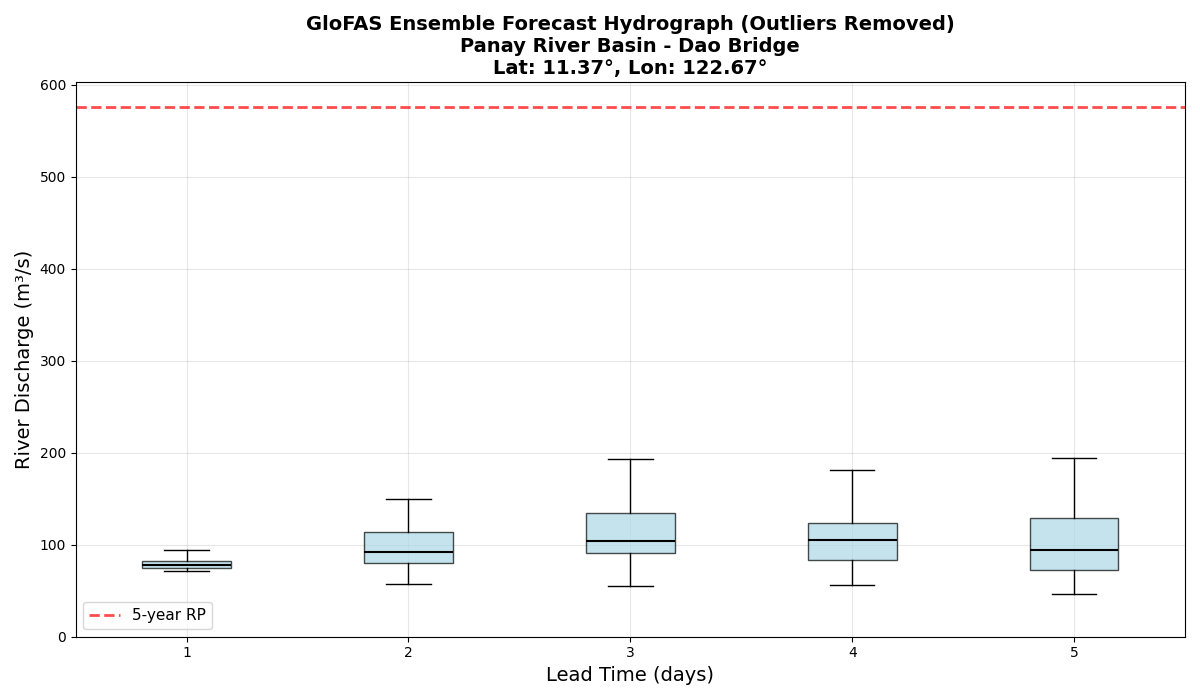 GloFAS Ensemble Forecast Hydrograph (Outliers Removed)
Panay River Basin - Dao Bridge
Lat: 11.37°, Lon: 122.67°
River Discharge (m³/s)
600
500
400
300
200
100
0
5-year RP
1 2 3 4 5
Lead Time (days)